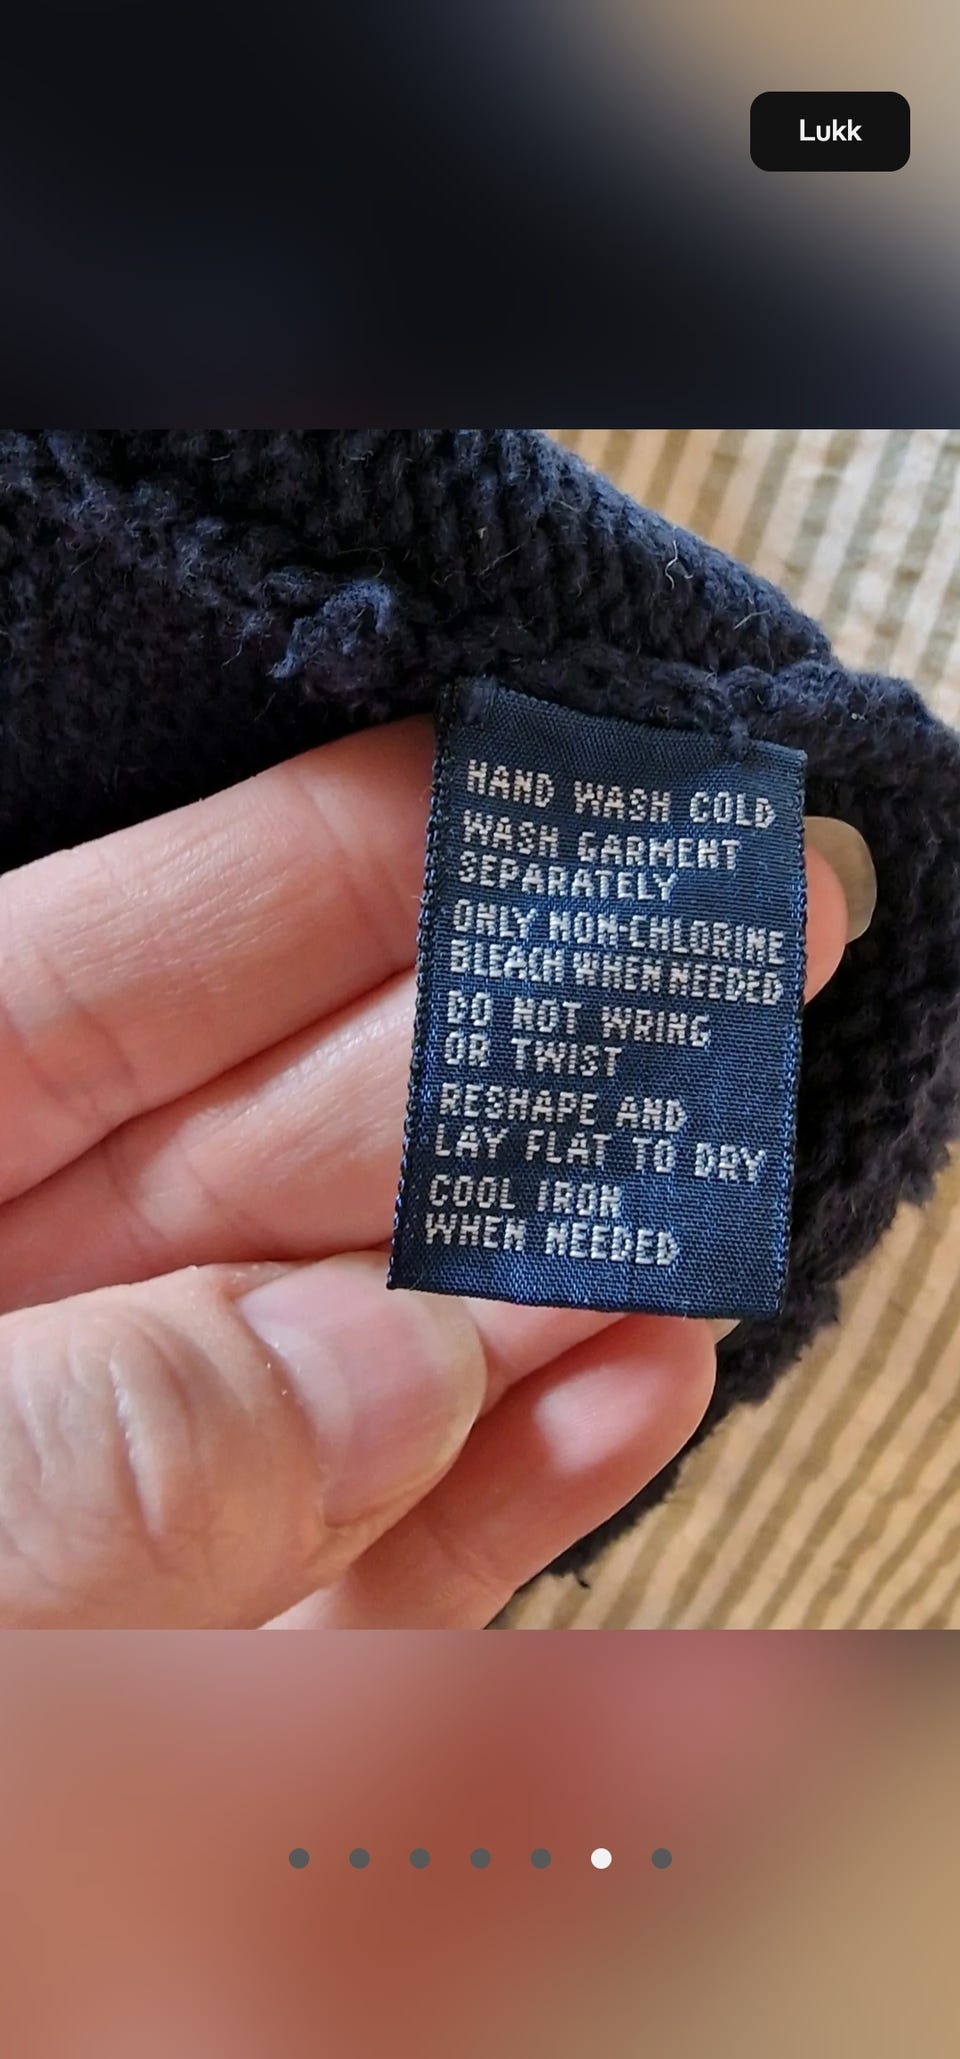 Lukk
HAND WASH COLD
WASH GARMENT
SEPARATELY
ONLY NON-CHLORINE
BLEACH WHEN NEEDED
DO NOT WRING
OR TWIST
RESHAPE AND
LAY FLAT TO DRY
COOL IRON
WHEN NEEDED